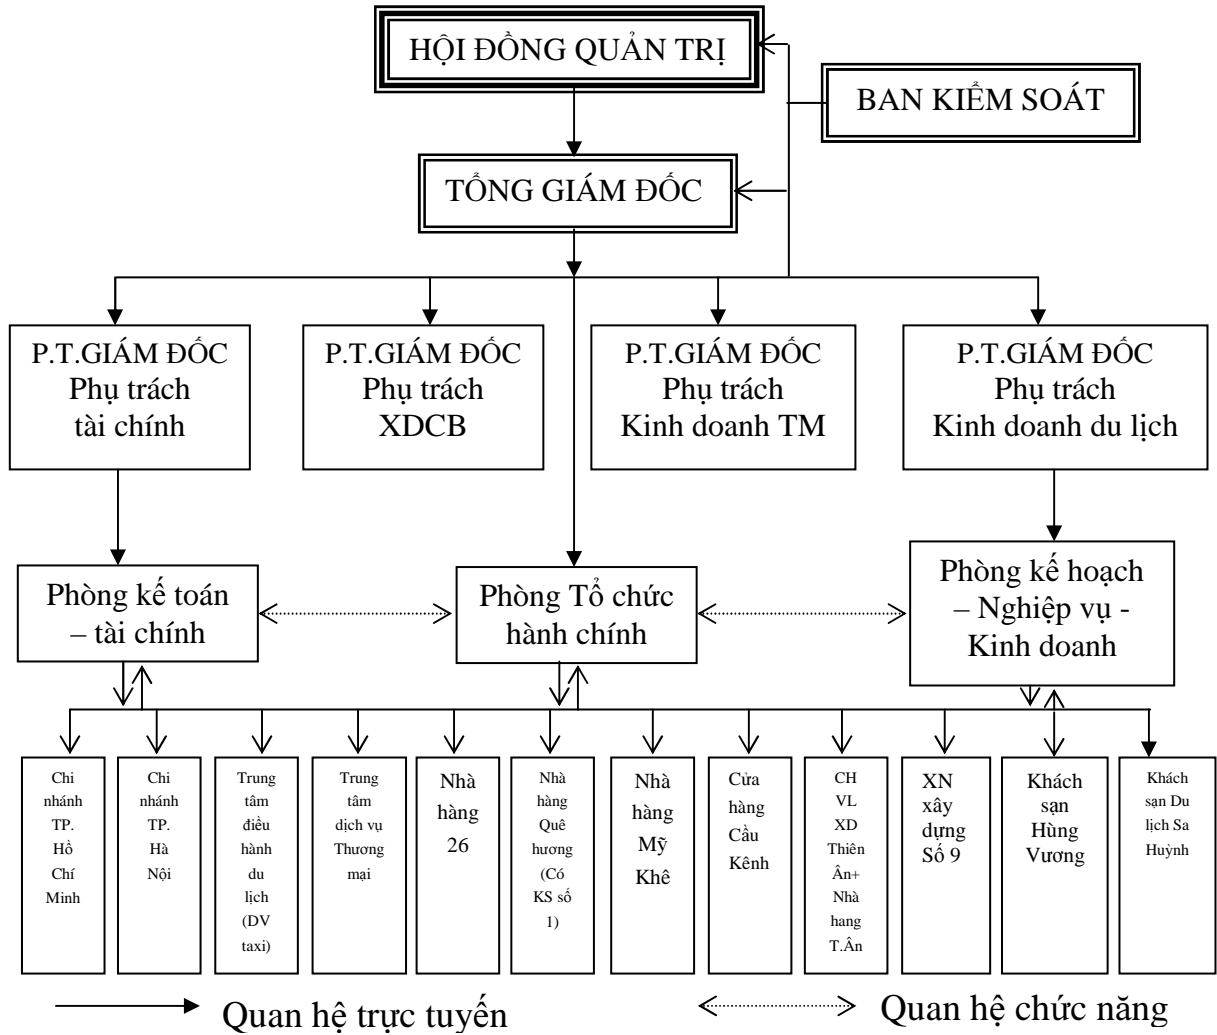 HỘI ĐỒNG QUẢN TRỊ
BAN KIỂM SOÁT
TỔNG GIÁM ĐỐC
P.T.GIÁM ĐỐC
Phụ trách
tài chính
P.T.GIÁM ĐỐC
Phụ trách
XDCB
P.T.GIÁM ĐỐC
Phụ trách
Kinh doanh TM
P.T.GIÁM ĐỐC
Phụ trách
Kinh doanh du lịch
Phòng kế toán
– tài chính
Phòng Tổ chức
hành chính
Phòng kế hoạch
– Nghiệp vụ -
Kinh doanh
Chi
nhánh
TP.
Hồ
Chí
Minh
Chi
nhánh
TP.
Hà
Nội
Trung
tâm
điều
hành
du
lịch
(DV
taxi)
Trung
tâm
dịch vụ
Thương
mại
Nhà
hàng
26
Nhà
hàng
Quê
hương
(Có
KS số
1)
Nhà
hàng
Mỹ
Khê
Cửa
hàng
Cầu
Kênh
CH
VL
XD
Thiên
Ân+
Nhà
hang
T.Ân
XN
xây
dựng
Số 9
Khách
sạn
Hùng
Vương
Khách
sạn Du
lịch Sa
Huỳnh
Quan hệ trực tuyến
Quan hệ chức năng